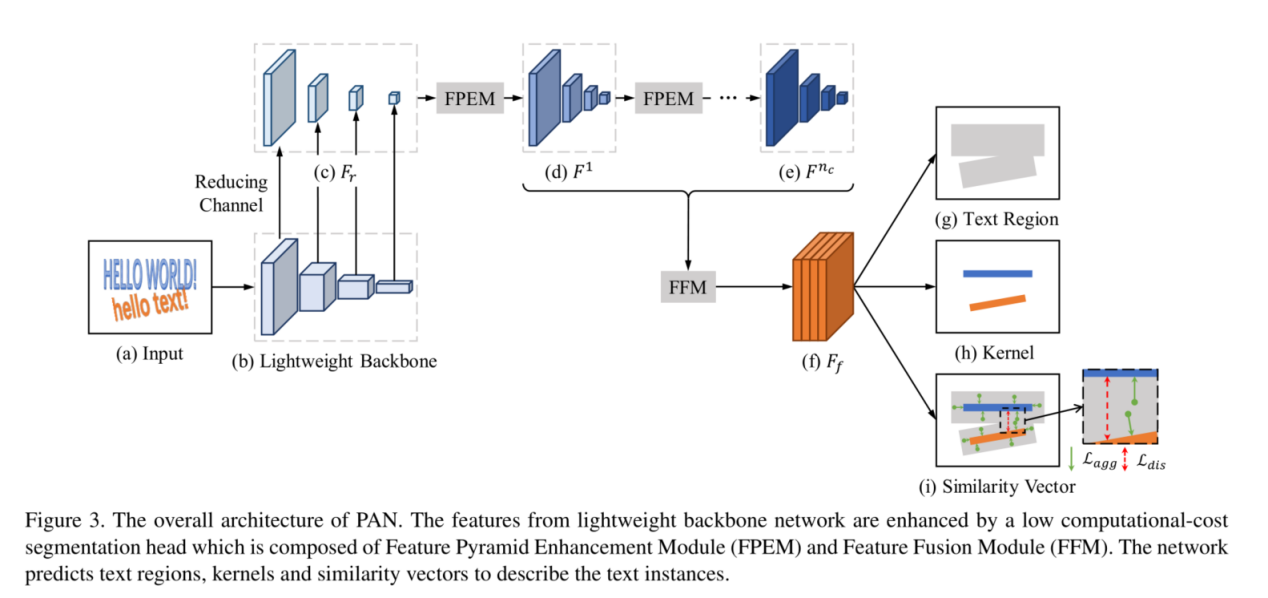 FPEM
FPEM
...
(c) F_r
(d) F^1
(e) F^{n_c}
Reducing
Channel
(g) Text Region
HELLO WORLD!
hello text!
FFM
(a) Input
(b) Lightweight Backbone
(f) F_f
(h) Kernel
ℒ_agg
ℒ_dis
(i) Similarity Vector
Figure 3. The overall architecture of PAN. The features from lightweight backbone network are enhanced by a low computational-cost
segmentation head which is composed of Feature Pyramid Enhancement Module (FPEM) and Feature Fusion Module (FFM). The network
predicts text regions, kernels and similarity vectors to describe the text instances.